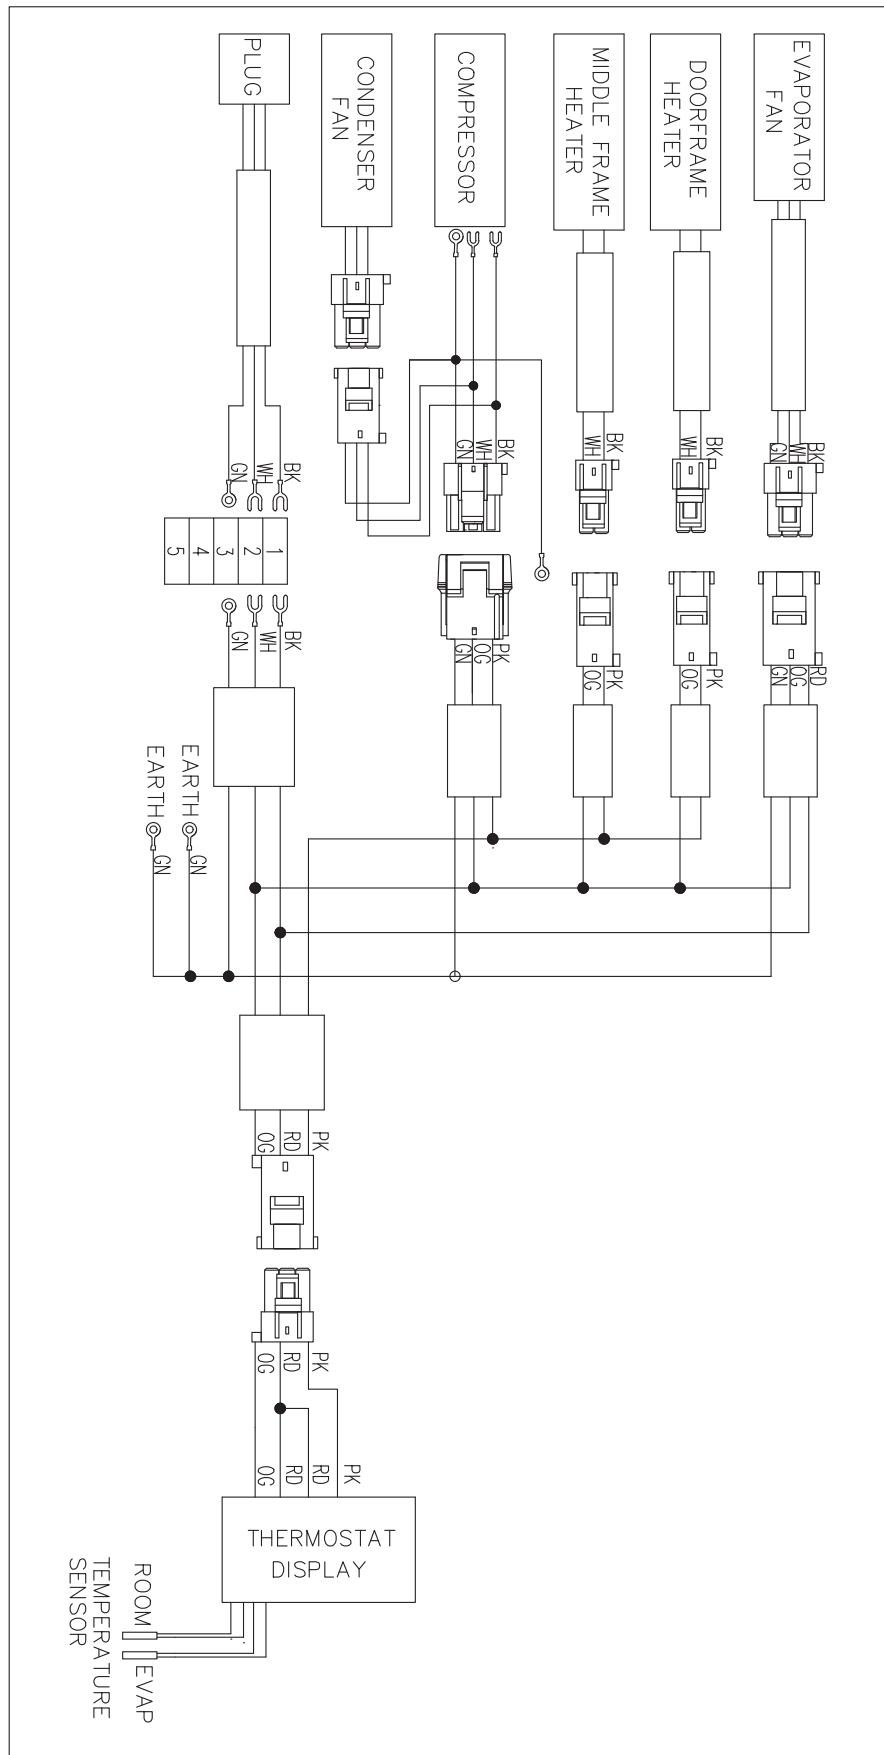 PLUG
CONDENSER
FAN
COMPRESSOR
MIDDLE FRAME
HEATER
DOORFRAME
HEATER
EVAPORATOR
FAN
GN
WH
BK
GN
WH
BK
WH
BK
WH
BK
GN
WH
BK
5
4
3
2
1
GN
WH
BK
GN
OG
PK
OG
PK
OG
PK
GN
OG
RD
EARTH
EARTH
GN
GN
OG
RD
PK
OG
RD
PK
OG
RD
RD
PK
THERMOSTAT
DISPLAY
ROOM
EVAP
TEMPERATURE
SENSOR